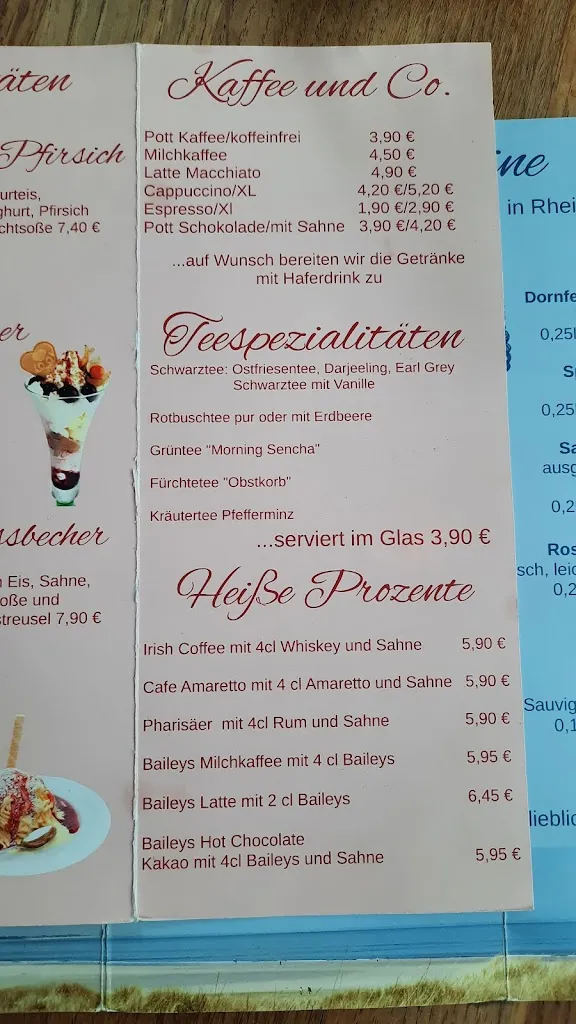 äten
Pfirsich
urteis,
ghurt, Pfirsich
chtsoße 7,40 €
er
ssbecher
n Eis, Sahne,
oße und
streusel 7,90 €
Kaffee und Co.
Pott Kaffee/koffeinfrei 3,90 €
Milchkaffee 4,50 €
Latte Macchiato 4,90 €
Cappuccino/XL 4,20 €/5,20 €
Espresso/Xl 1,90 €/2,90 €
Pott Schokolade/mit Sahne 3,90 €/4,20 €
...auf Wunsch bereiten wir die Getränke
mit Haferdrink zu
Teespezialitäten
Schwarztee: Ostfriesentee, Darjeeling, Earl Grey
Schwarztee mit Vanille
Rotbuschtee pur oder mit Erdbeere
Grüntee "Morning Sencha"
Fürchtetee "Obstkorb"
Kräutertee Pfefferminz
...serviert im Glas 3,90 €
Heiße Prozente
Irish Coffee mit 4cl Whiskey und Sahne 5,90 €
Cafe Amaretto mit 4 cl Amaretto und Sahne 5,90 €
Pharisäer mit 4cl Rum und Sahne 5,90 €
Baileys Milchkaffee mit 4 cl Baileys 5,95 €
Baileys Latte mit 2 cl Baileys 6,45 €
Baileys Hot Chocolate
Kakao mit 4cl Baileys und Sahne 5,95 €
ine
in Rhei
Dornfe
0,25l
Sp
0,25l
Sa
ausg
0,2
Ros
sch, leic
0,2
Sauvig
0,1
lieblic